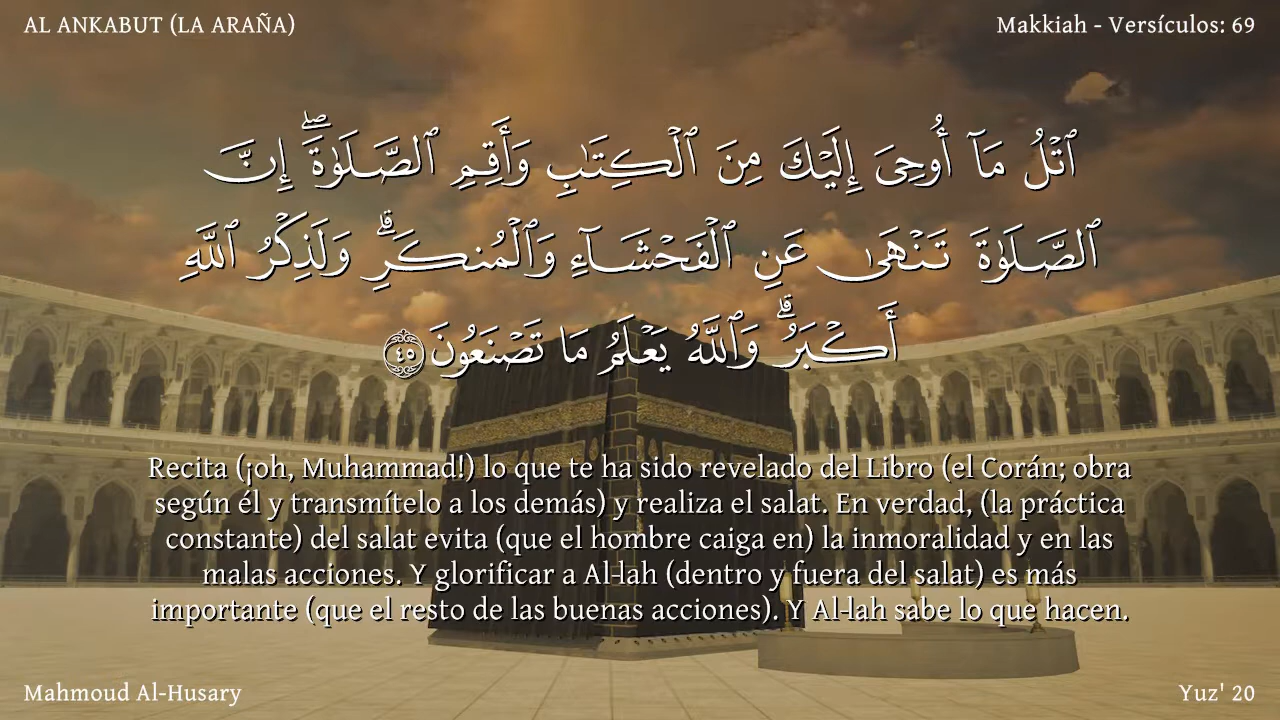 AL ANKABUT (LA ARAÑA)
Makkiah - Versículos: 69
ٱتۡلُ مَآ أُوحِيَ إِلَيۡكَ مِنَ ٱلۡكِتَٰبِ وَأَقِمِ ٱلصَّلَوٰةَۖ إِنَّ
ٱلصَّلَوٰةَ تَنۡهَىٰ عَنِ ٱلۡفَحۡشَآءِ وَٱلۡمُنكَرِۗ وَلَذِكۡرُ ٱللَّهِ
أَكۡبَرُۗ وَٱللَّهُ يَعۡلَمُ مَا تَصۡنَعُونَ ٤٥
Recita (¡oh, Muhammad!) lo que te ha sido revelado del Libro (el Corán; obra
según él y transmítelo a los demás) y realiza el salat. En verdad, (la práctica
constante) del salat evita (que el hombre caiga en) la inmoralidad y en las
malas acciones. Y glorificar a Al-lah (dentro y fuera del salat) es más
importante (que el resto de las buenas acciones). Y Al-lah sabe lo que hacen.
Mahmoud Al-Husary
Yuz' 20